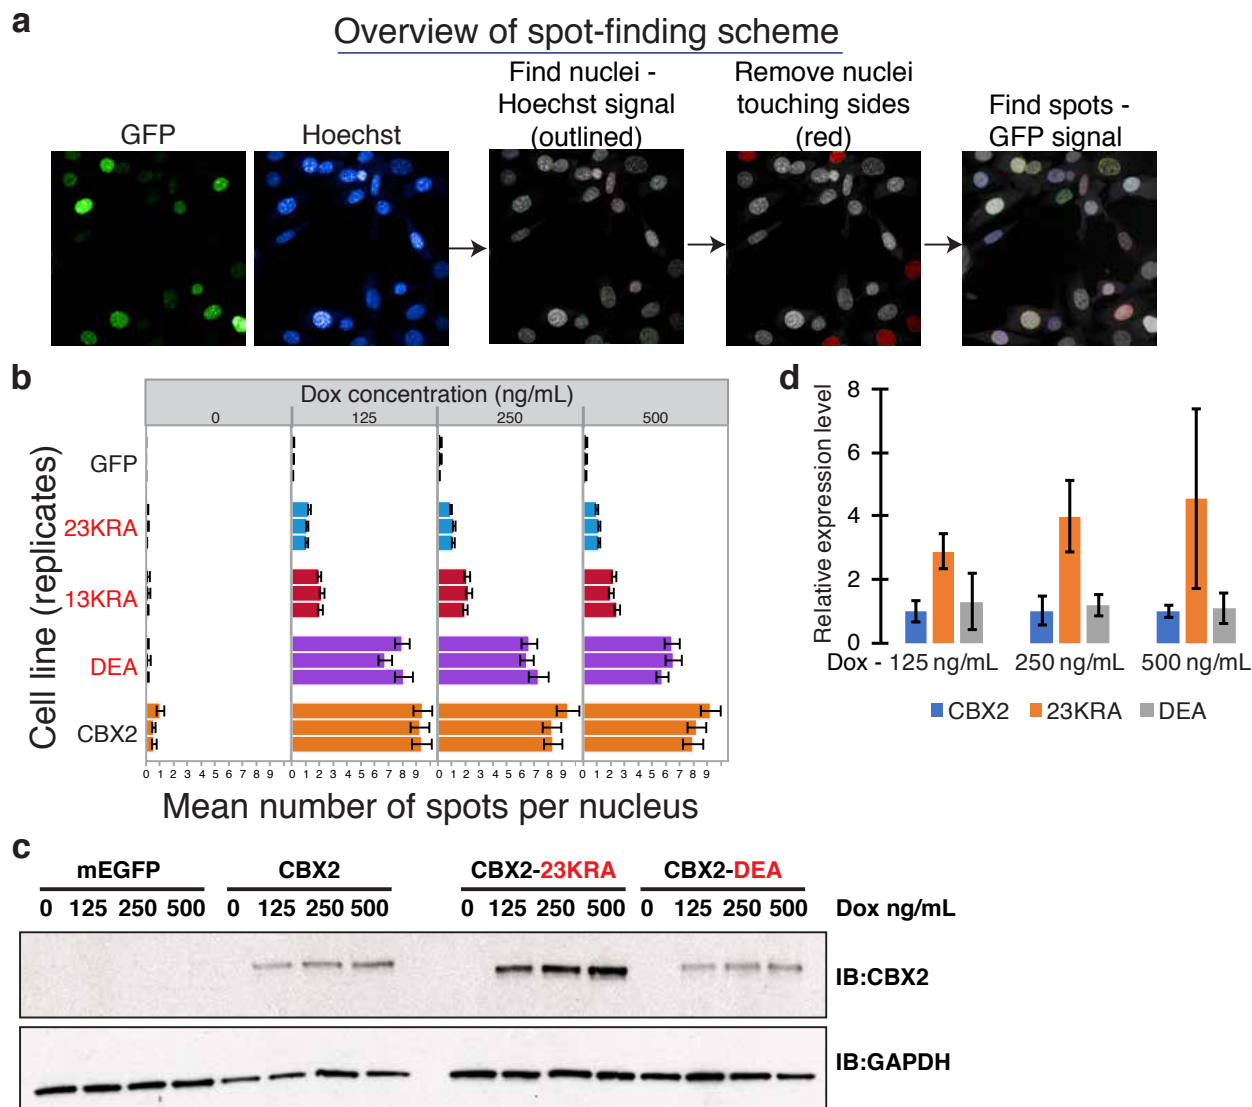 a
Overview of spot-finding scheme
GFP
Hoechst
Find nuclei -
Hoechst signal
(outlined)
Remove nuclei
touching sides
(red)
Find spots -
GFP signal
b
Dox concentration (ng/mL)
0 125 250 500
Cell line (replicates)
GFP
23KRA
13KRA
DEA
CBX2
0 1 2 3 4 5 6 7 8 9 0 1 2 3 4 5 6 7 8 9 0 1 2 3 4 5 6 7 8 9 0 1 2 3 4 5 6 7 8 9
Mean number of spots per nucleus
d
Relative expression level
8
6
4
2
0
Dox - 125 ng/mL 250 ng/mL 500 ng/mL
CBX2 23KRA DEA
c
mEGFP CBX2 CBX2-23KRA CBX2-DEA
0 125 250 500 0 125 250 500 0 125 250 500 0 125 250 500 Dox ng/mL
IB:CBX2
IB:GAPDH